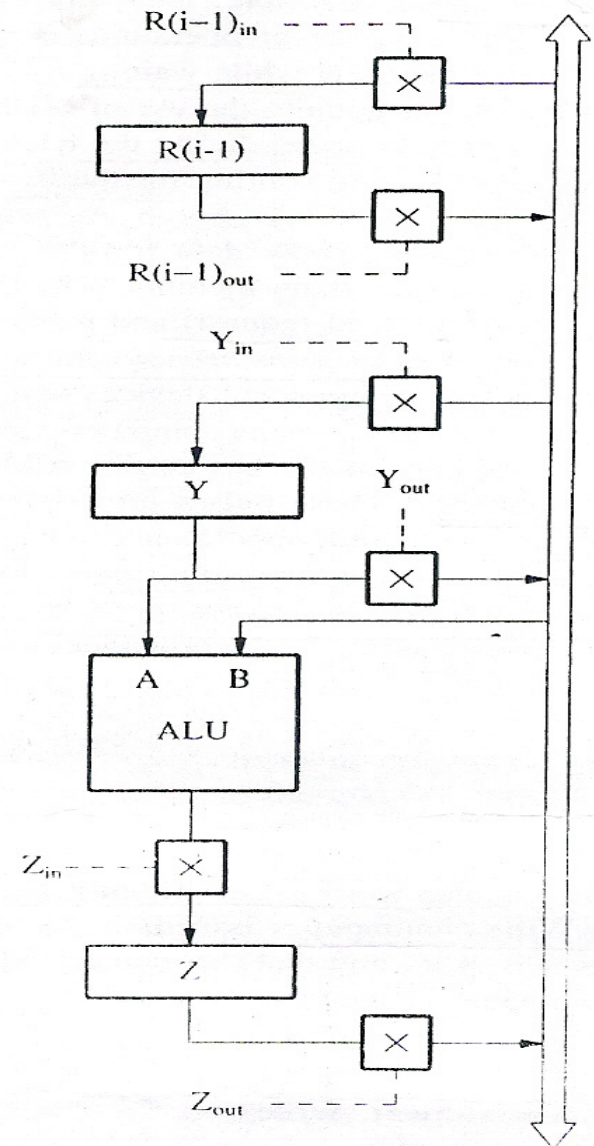 R(i−1)in
R(i-1)
R(i−1)out
Yin
Y
Yout
A B
ALU
Zin
Z
Zout